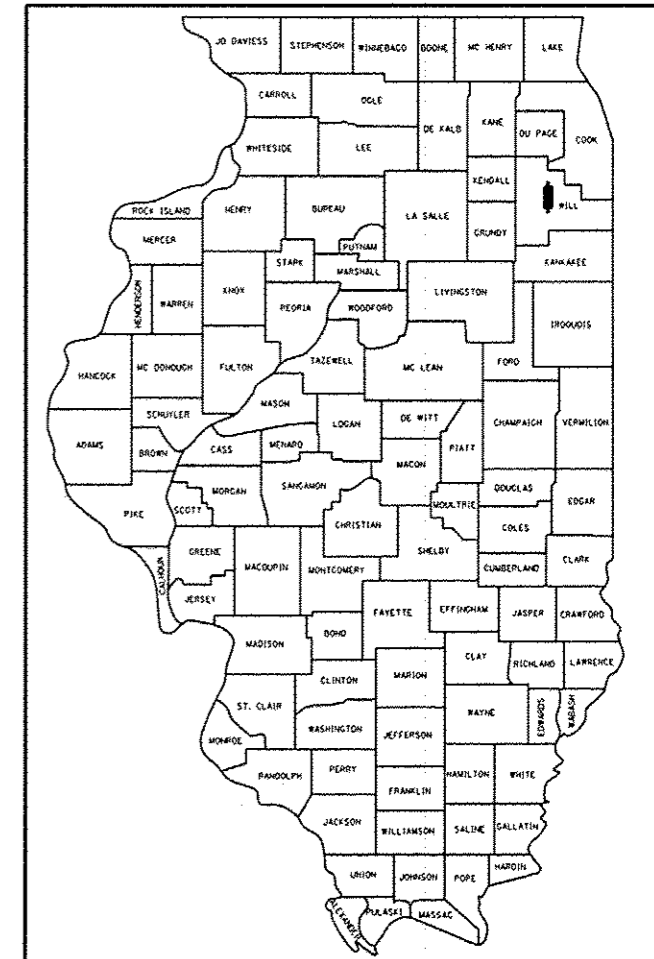 JO DAVIESS
STEPHENSON
WINNEBAGO
BOONE
MC HENRY
LAKE
CARROLL
OGLE
DE KALB
KANE
DU PAGE
COOK
WHITESIDE
LEE
KENDALL
WILL
ROCK ISLAND
HENRY
BUREAU
LA SALLE
GRUNDY
MERCER
PUTNAM
KANKAKEE
STARK
MARSHALL
HENDERSON
WARREN
KNOX
PEORIA
WOODFORD
LIVINGSTON
IROQUOIS
HANCOCK
MC DONOUGH
FULTON
TAZEWELL
MC LEAN
FORD
SCHUYLER
MASON
LOGAN
DE WITT
CHAMPAIGN
VERMILION
ADAMS
BROWN
CASS
MENARD
PIATT
MACON
PIKE
SCOTT
MORGAN
SANGAMON
MOULTRIE
DOUGLAS
EDGAR
CHRISTIAN
COLES
CALHOUN
GREENE
MACOUPIN
MONTGOMERY
SHELBY
CUMBERLAND
CLARK
JERSEY
FAYETTE
EFFINGHAM
JASPER
CRAWFORD
MADISON
BOND
CLAY
RICHLAND
LAWRENCE
CLINTON
MARION
ST. CLAIR
WAYNE
EDWARDS
WABASH
MONROE
WASHINGTON
JEFFERSON
RANDOLPH
PERRY
HAMILTON
WHITE
FRANKLIN
JACKSON
WILLIAMSON
SALINE
GALLATIN
UNION
JOHNSON
POPE
HARDIN
ALEXANDER
PULASKI
MASSAC